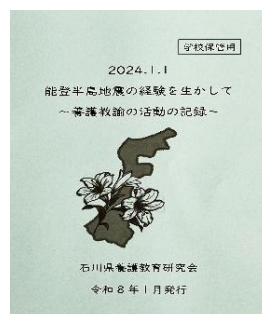 学校保管用
2024.1.1
能登半島地震の経験を生かして
～養護教諭の活動の記録～
石川県養護教育研究会
令和8年1月発行